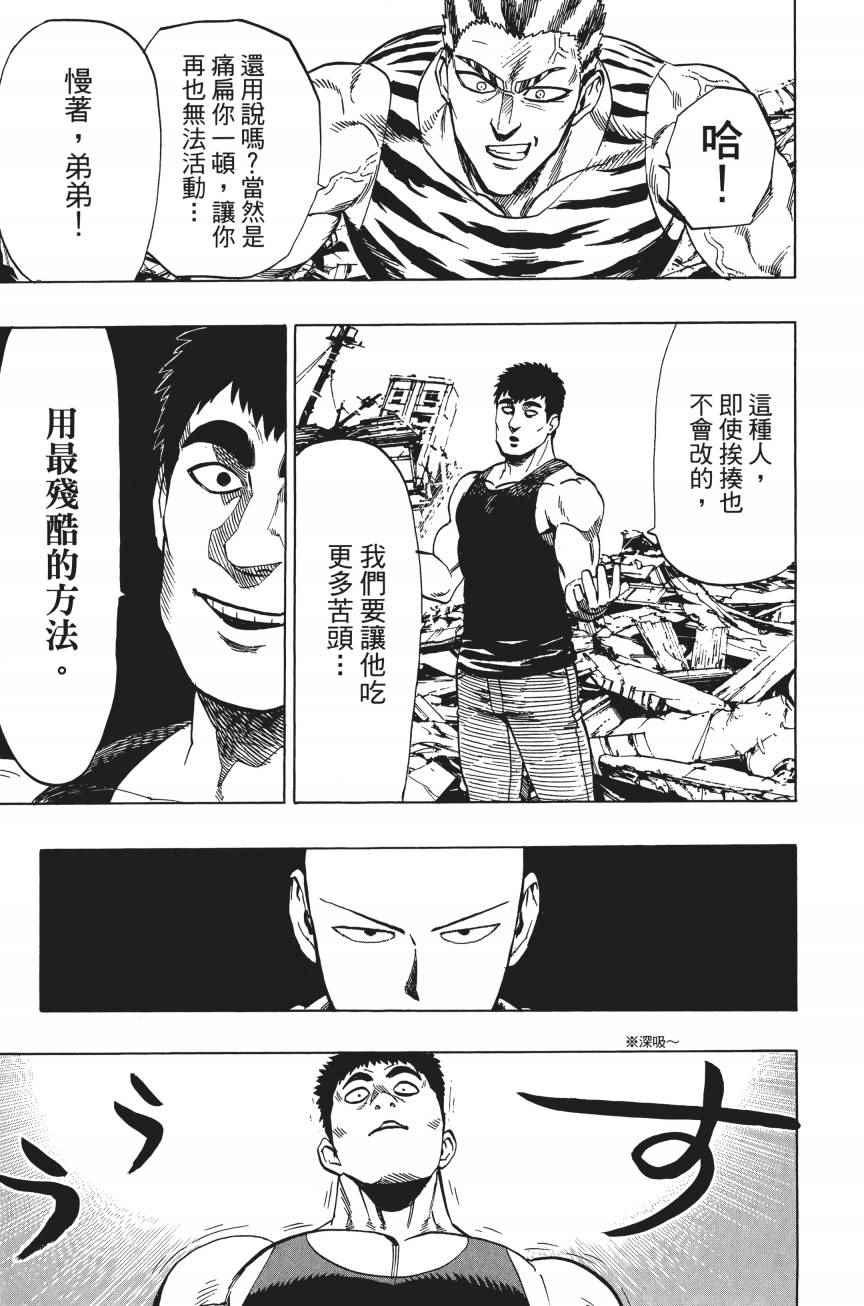 哈！
還用說嗎？當然是
痛扁你一頓，讓你
再也無法活動…
慢著，弟弟！
這種人，
即使挨揍也
不會改的，
我們要讓他吃
更多苦頭…
用最殘酷的方法。
※深吸～
すうう